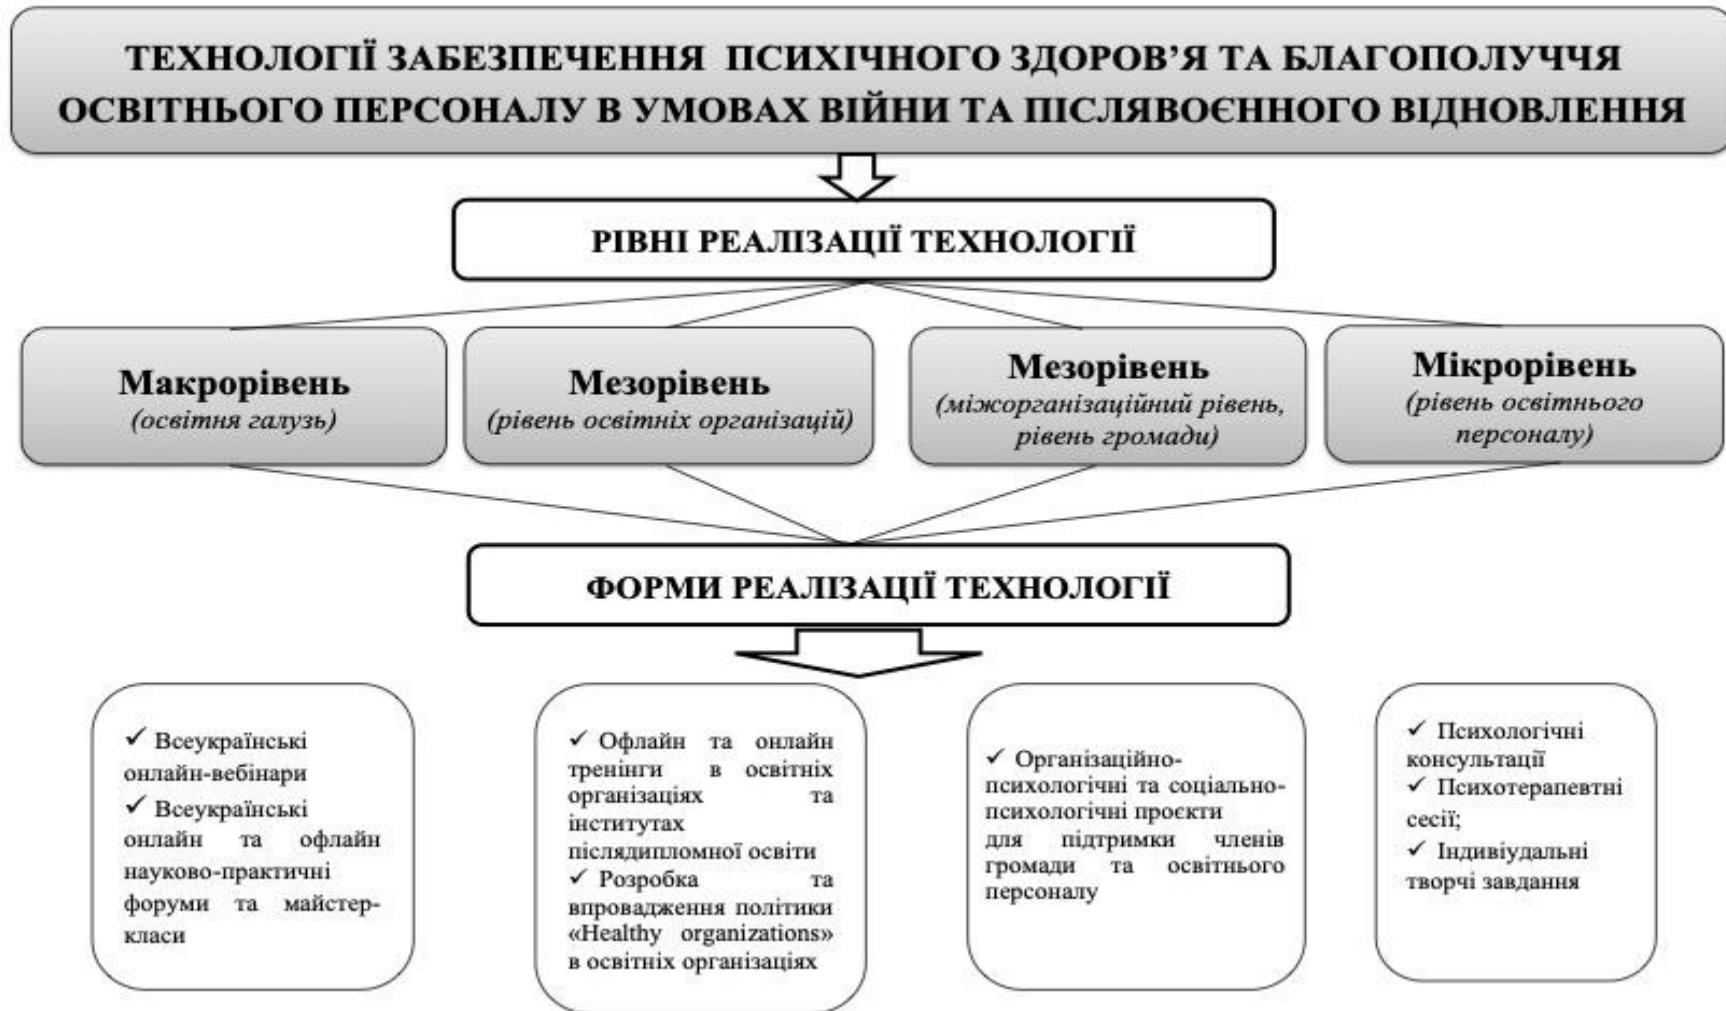 ТЕХНОЛОГІЇ ЗАБЕЗПЕЧЕННЯ ПСИХІЧНОГО ЗДОРОВ’Я ТА БЛАГОПОЛУЧЧЯ
ОСВІТНЬОГО ПЕРСОНАЛУ В УМОВАХ ВІЙНИ ТА ПІСЛЯВОЄННОГО ВІДНОВЛЕННЯ
РІВНІ РЕАЛІЗАЦІЇ ТЕХНОЛОГІЇ
Макрорівень
(освітня галузь)
Мезорівень
(рівень освітніх організацій)
Мезорівень
(міжорганізаційний рівень,
рівень громади)
Мікрорівень
(рівень освітнього
персоналу)
ФОРМИ РЕАЛІЗАЦІЇ ТЕХНОЛОГІЇ
✓ Всеукраїнські
онлайн-вебінари
✓ Всеукраїнські
онлайн та офлайн
науково-практичні
форуми та майстер-
класи
✓ Офлайн та онлайн
тренінги в освітніх
організаціях та
інститутах
післядипломної освіти
✓ Розробка та
впровадження політики
«Healthy organizations»
в освітніх організаціях
✓ Організаційно-
психологічні та соціально-
психологічні проєкти
для підтримки членів
громади та освітнього
персоналу
✓ Психологічні
консультації
✓ Психотерапевтні
сесії;
✓ Індивіудальні
творчі завдання